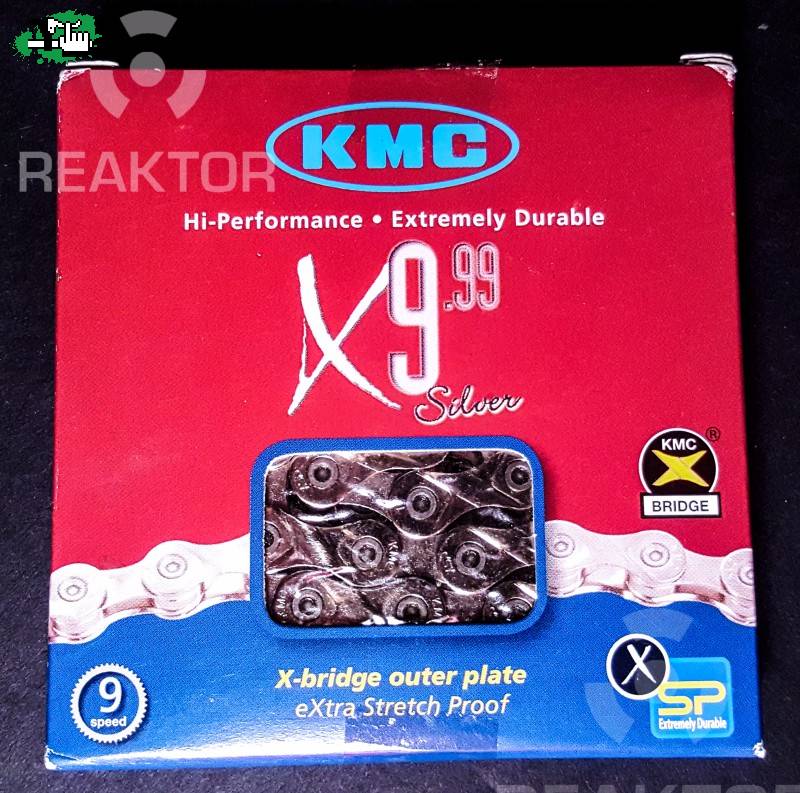 REAKTOR
KMC
Hi-Performance • Extremely Durable
X9.99
Silver
KMC
®
BRIDGE
X-bridge outer plate
eXtra Stretch Proof
9
speed
X
SP
Extremely Durable
REAKTOR